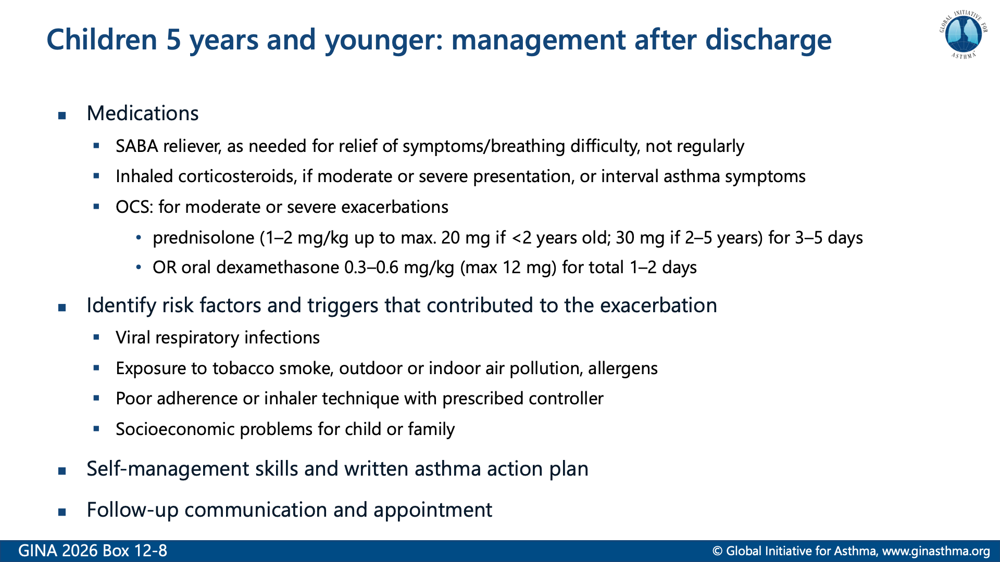 Children 5 years and younger: management after discharge
GLOBAL INITIATIVE FOR ASTHMA
■ Medications
▪ SABA reliever, as needed for relief of symptoms/breathing difficulty, not regularly
▪ Inhaled corticosteroids, if moderate or severe presentation, or interval asthma symptoms
▪ OCS: for moderate or severe exacerbations
• prednisolone (1–2 mg/kg up to max. 20 mg if <2 years old; 30 mg if 2–5 years) for 3–5 days
• OR oral dexamethasone 0.3–0.6 mg/kg (max 12 mg) for total 1–2 days
■ Identify risk factors and triggers that contributed to the exacerbation
▪ Viral respiratory infections
▪ Exposure to tobacco smoke, outdoor or indoor air pollution, allergens
▪ Poor adherence or inhaler technique with prescribed controller
▪ Socioeconomic problems for child or family
■ Self-management skills and written asthma action plan
■ Follow-up communication and appointment
GINA 2026 Box 12-8
© Global Initiative for Asthma, www.ginasthma.org